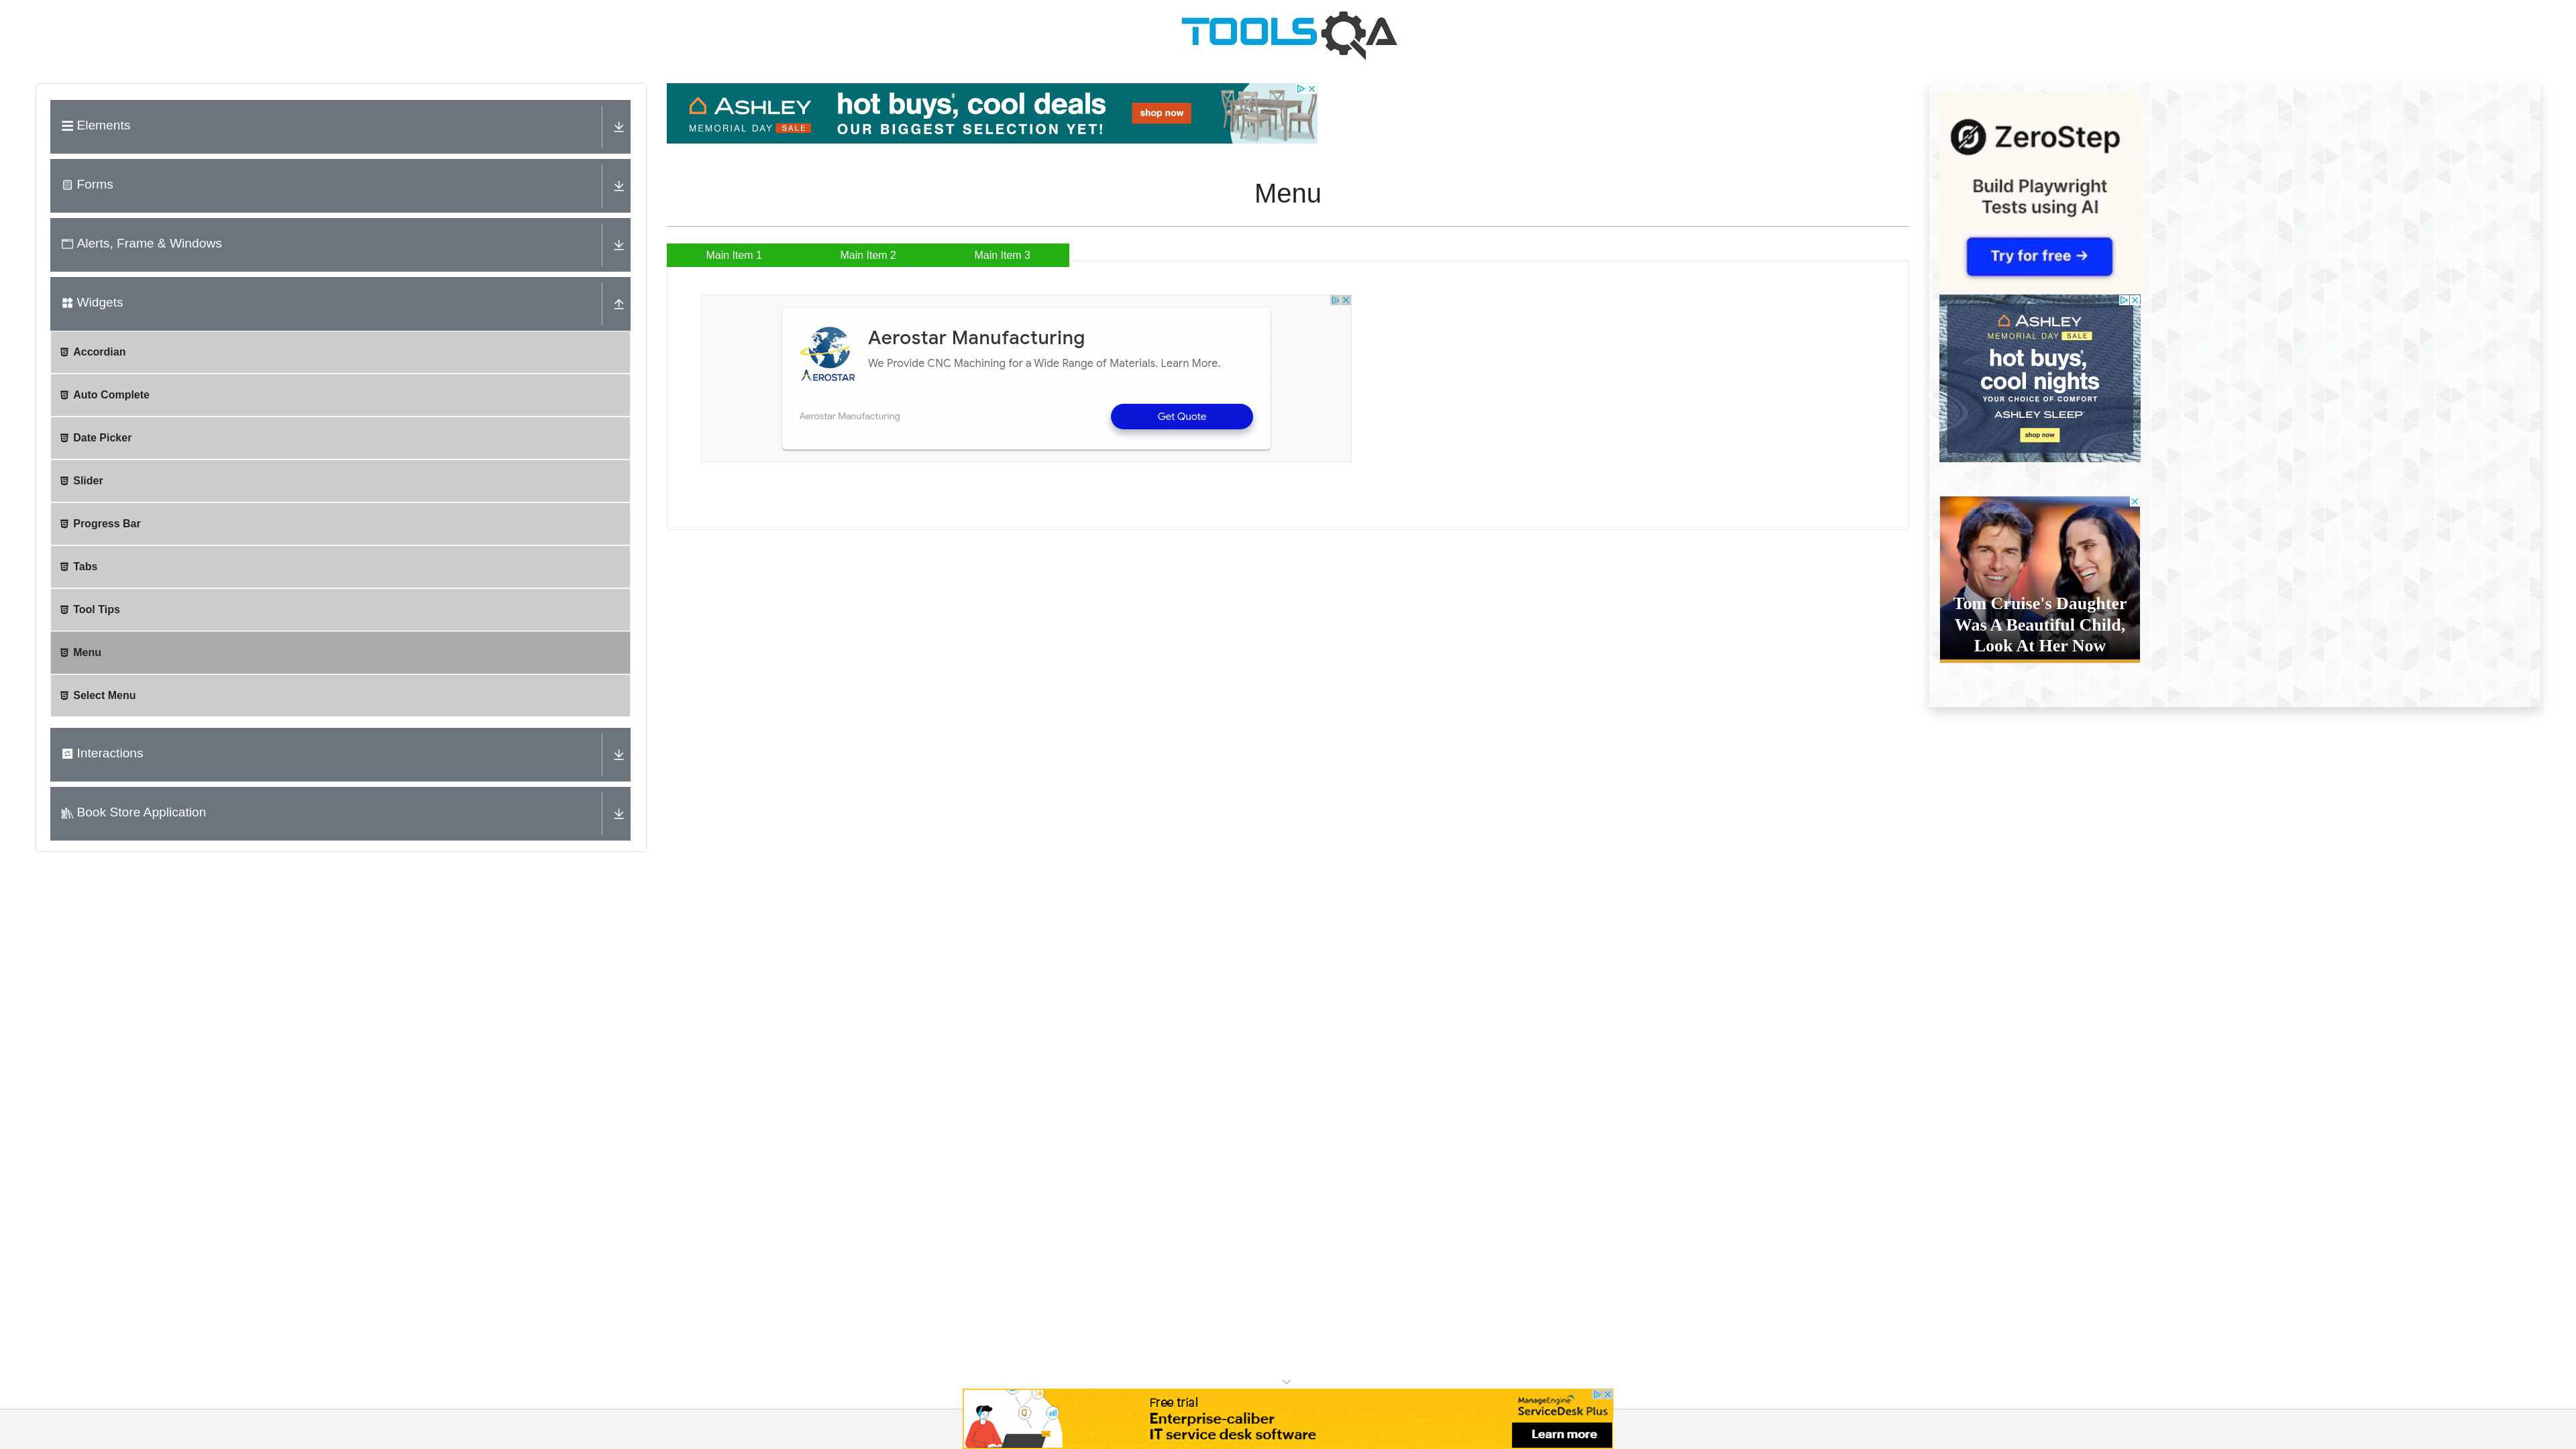 TOOLSQA
Elements
Forms
Alerts, Frame & Windows
Widgets
Accordian
Auto Complete
Date Picker
Slider
Progress Bar
Tabs
Tool Tips
Menu
Select Menu
Interactions
Book Store Application
ASHLEY
MEMORIAL DAY SALE
hot buys, cool deals
OUR BIGGEST SELECTION YET!
shop now
Menu
Main Item 1
Main Item 2
Main Item 3
Aerostar Manufacturing
We Provide CNC Machining for a Wide Range of Materials. Learn More.
AEROSTAR
Aerostar Manufacturing
Get Quote
ZeroStep
Build Playwright
Tests using AI
Try for free →
ASHLEY
MEMORIAL DAY SALE
hot buys,
cool nights
YOUR CHOICE OF COMFORT
ASHLEY SLEEP
shop now
Tom Cruise's Daughter
Was A Beautiful Child,
Look At Her Now
Free trial
Enterprise-caliber
IT service desk software
ManageEngine
ServiceDesk Plus
Learn more